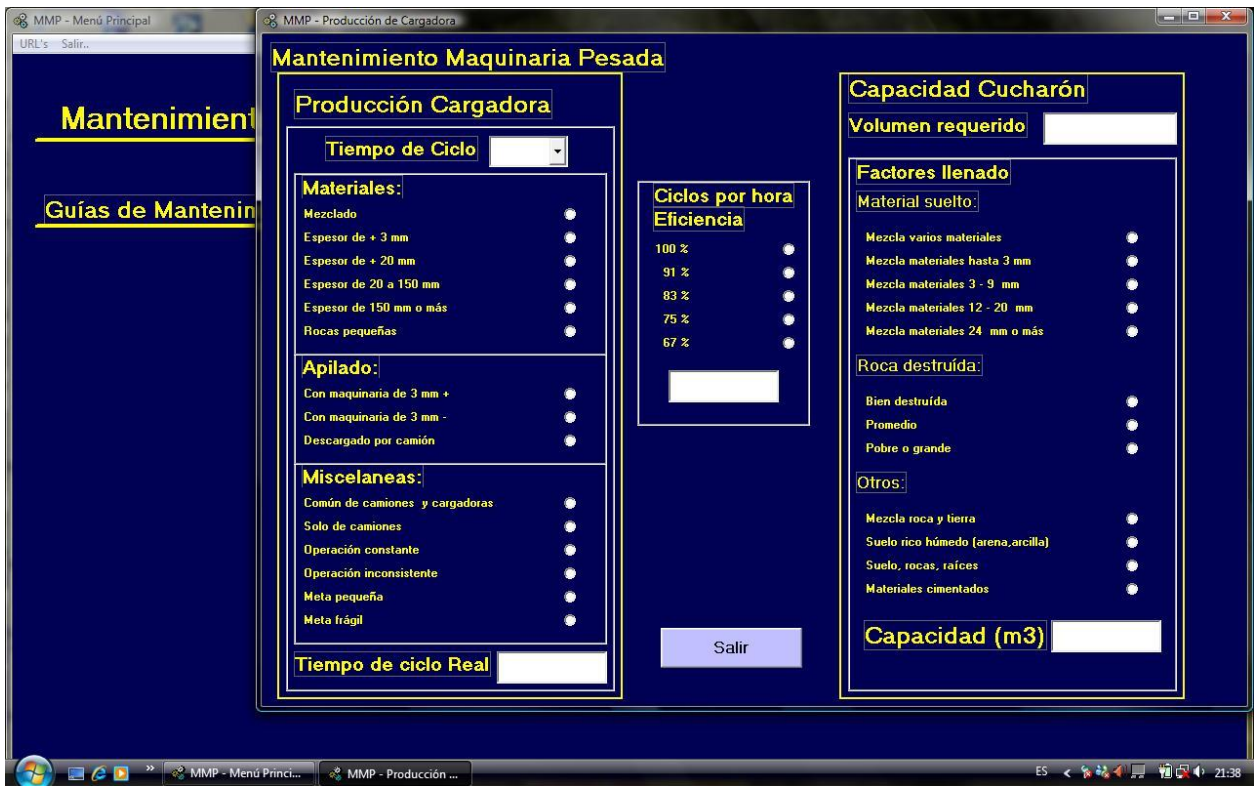 MMP - Menú Principal
MMP - Producción de Cargadora
URL's Salir..
Mantenimiento Maquinaria Pesada
Mantenimient
Guías de Mantenin
Producción Cargadora
Tiempo de Ciclo
Materiales:
Mezclado
Espesor de + 3 mm
Espesor de + 20 mm
Espesor de 20 a 150 mm
Espesor de 150 mm o más
Rocas pequeñas
Apilado:
Con maquinaria de 3 mm +
Con maquinaria de 3 mm -
Descargado por camión
Miscelaneas:
Común de camiones y cargadoras
Solo de camiones
Operación constante
Operación inconsistente
Meta pequeña
Meta frágil
Tiempo de ciclo Real
Ciclos por hora
Eficiencia
100 %
91 %
83 %
75 %
67 %
Salir
Capacidad Cucharón
Volumen requerido
Factores llenado
Material suelto:
Mezcla varios materiales
Mezcla materiales hasta 3 mm
Mezcla materiales 3 - 9 mm
Mezcla materiales 12 - 20 mm
Mezcla materiales 24 mm o más
Roca destruída:
Bien destruída
Promedio
Pobre o grande
Otros:
Mezcla roca y tierra
Suelo rico húmedo (arena,arcilla)
Suelo, rocas, raíces
Materiales cimentados
Capacidad (m3)
MMP - Menú Princi...
MMP - Producción ...
ES
21:38